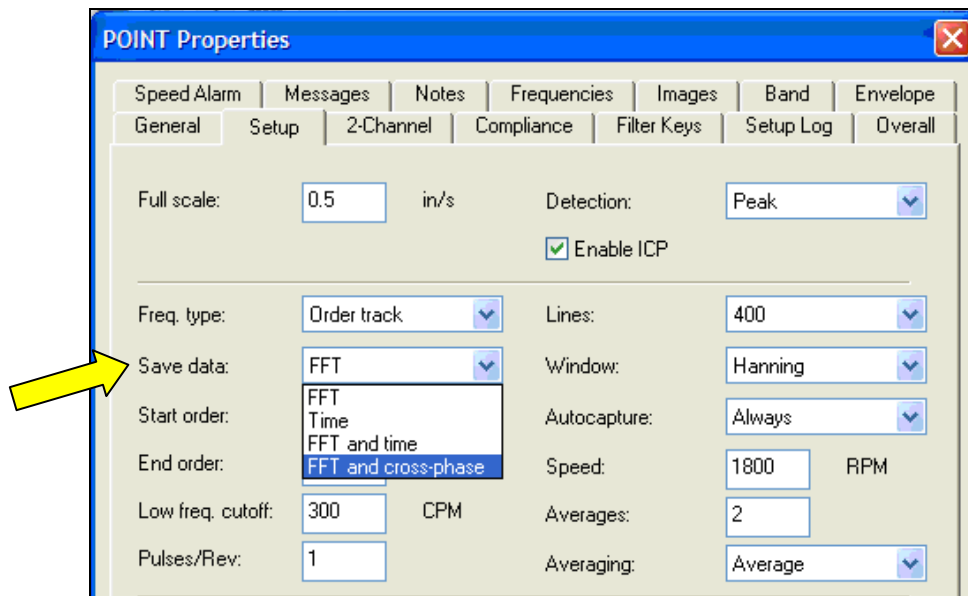 POINT Properties
Speed Alarm Messages Notes Frequencies Images Band Envelope
General Setup 2-Channel Compliance Filter Keys Setup Log Overall
Full scale: 0.5 in/s Detection: Peak
Enable ICP
Freq. type: Order track Lines: 400
Save data: FFT Window: Hanning
FFT
Time
Start order: Autocapture: Always
FFT and time
End order: FFT and cross-phase Speed: 1800 RPM
Low freq. cutoff: 300 CPM Averages: 2
Pulses/Rev: 1 Averaging: Average